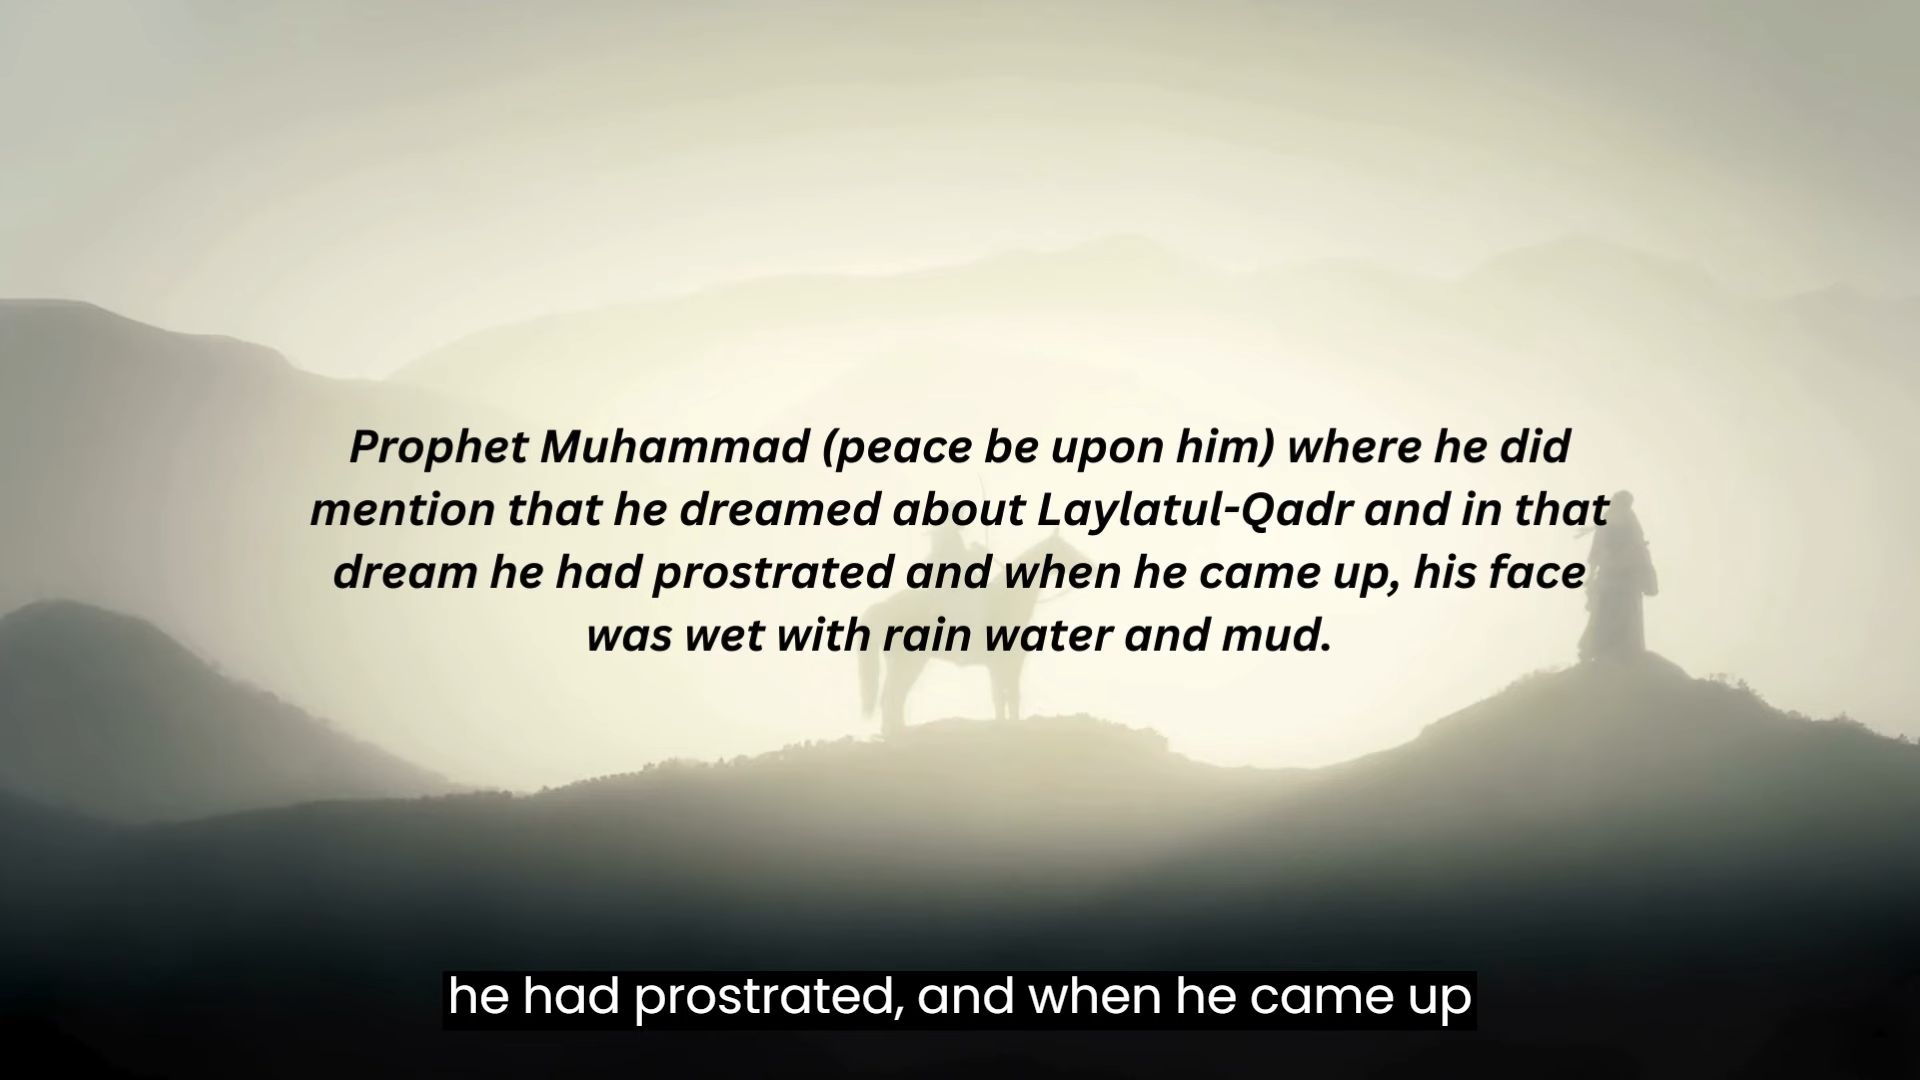 Prophet Muhammad (peace be upon him) where he did
mention that he dreamed about Laylatul-Qadr and in that
dream he had prostrated and when he came up, his face
was wet with rain water and mud.
he had prostrated, and when he came up